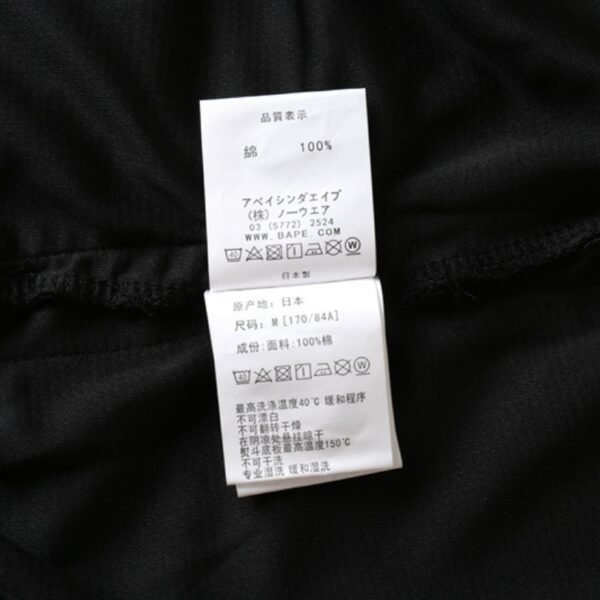 品質表示
綿 100%
アベイシンダエイプ
(株) ノーウエア
03 (5772) 2524
WWW.BAPE.COM
日本製
原产地: 日本
尺码: M [170/84A]
成份: 面料: 100%棉
最高洗涤温度40℃ 缓和程序
不可漂白
不可翻转干燥
在阴凉处悬挂晾干
熨斗底板最高温度150℃
不可干洗
专业湿洗 缓和湿洗